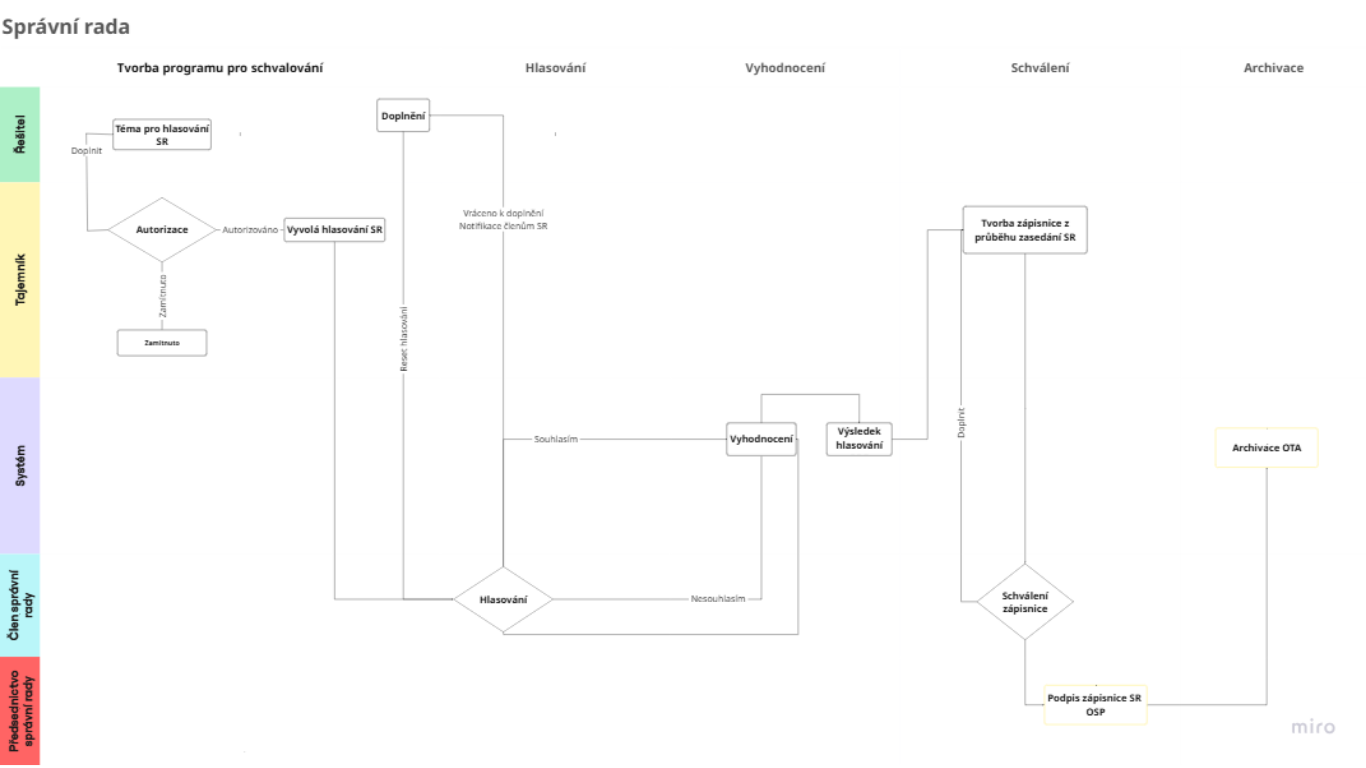 Správní rada
Tvorba programu pro schvalování
Hlasování
Vyhodnocení
Schválení
Archivace
Řešitel
Téma pro hlasování
SR
Doplnit
Doplnění
Vráceno k doplnění
Notifikace členům SR
Tajemník
Autorizace
Autorizováno
Vyvolá hlasování SR
Zamítnuto
Zamítnuto
Reset hlasování
Tvorba zápisnice z
průběhu zasedání SR
Systém
Souhlasím
Vyhodnocení
Výsledek
hlasování
Doplnit
Archivace OTA
Člen správní
rady
Hlasování
Nesouhlasím
Schválení
zápisnice
Předsednictvo
správní rady
Podpis zápisnice SR
OSP
miro